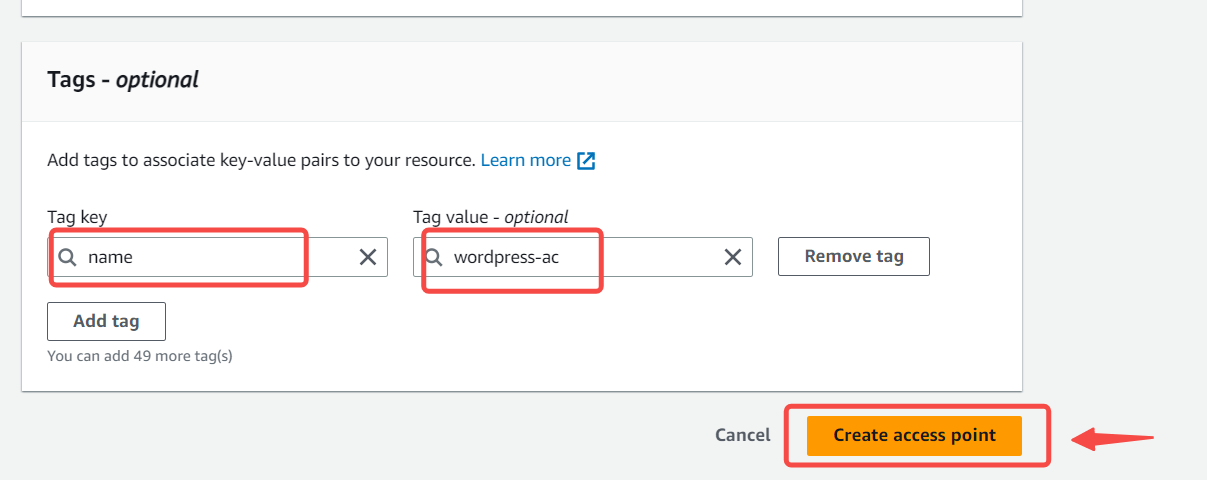 Tags - optional
Add tags to associate key-value pairs to your resource. Learn more
Tag key
Tag value - optional
name
wordpress-ac
Remove tag
Add tag
You can add 49 more tag(s)
Cancel
Create access point